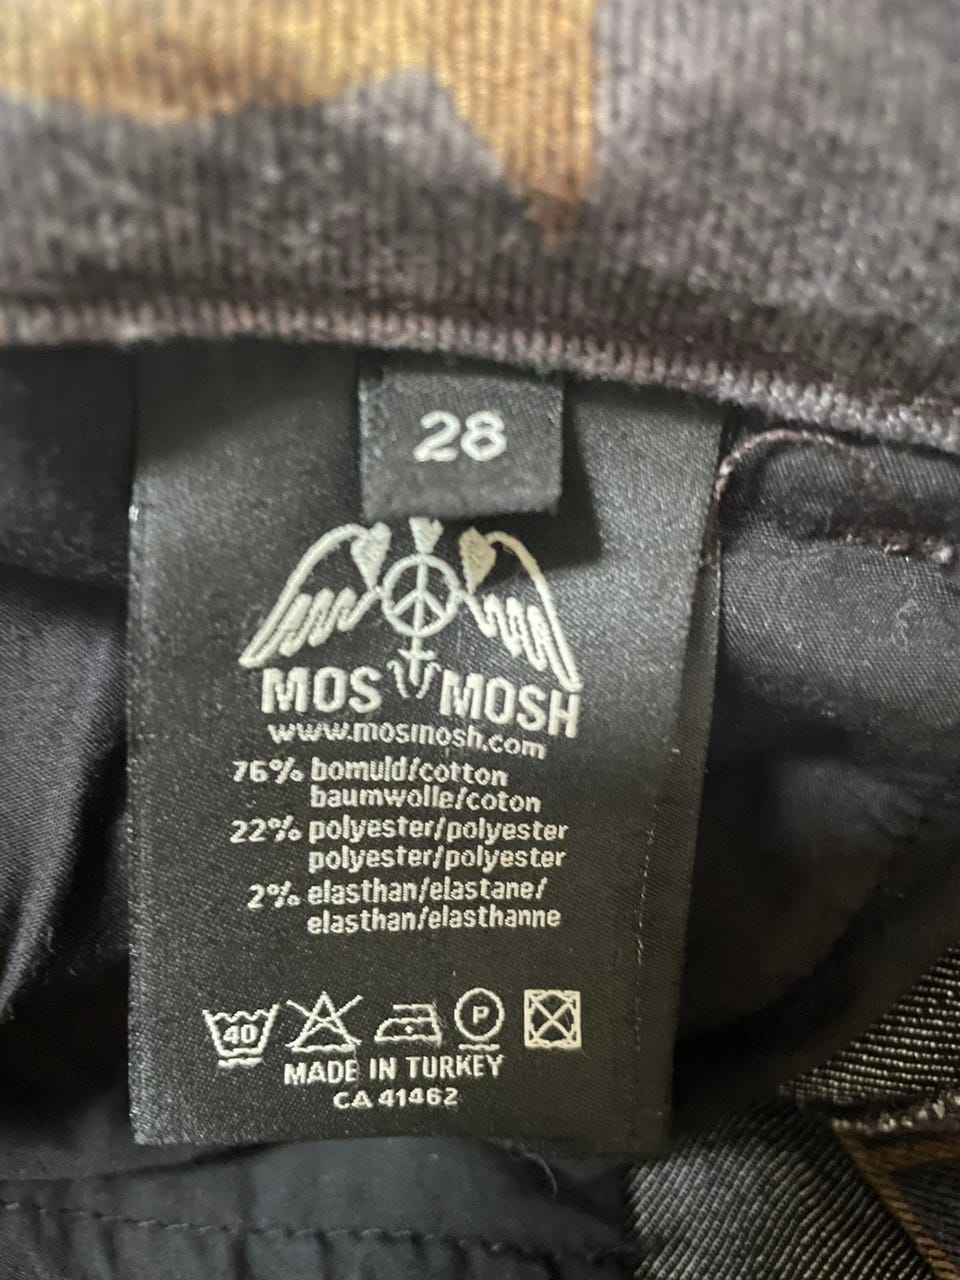 28
MOS MOSH
www.mosmosh.com
76% bomuld/cotton
baumwolle/coton
22% polyester/polyester
polyester/polyester
2% elasthan/elastane/
elasthan/elasthanne
40 P
MADE IN TURKEY
CA 41462